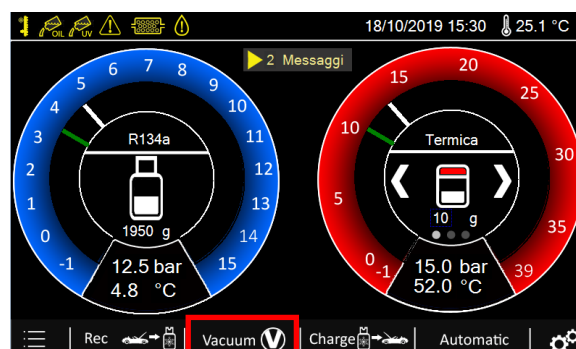 OIL UV 18/10/2019 15:30 25.1 °C
2 Messaggi
-1 0 1 2 3 4 5 6 7 8 9 10 11 12 13 14 15
R134a
1950 g
12.5 bar
4.8 °C
-1 0 5 10 15 20 25 30 35 39
Termica
10 g
15.0 bar
52.0 °C
Rec Vacuum V Charge Automatic